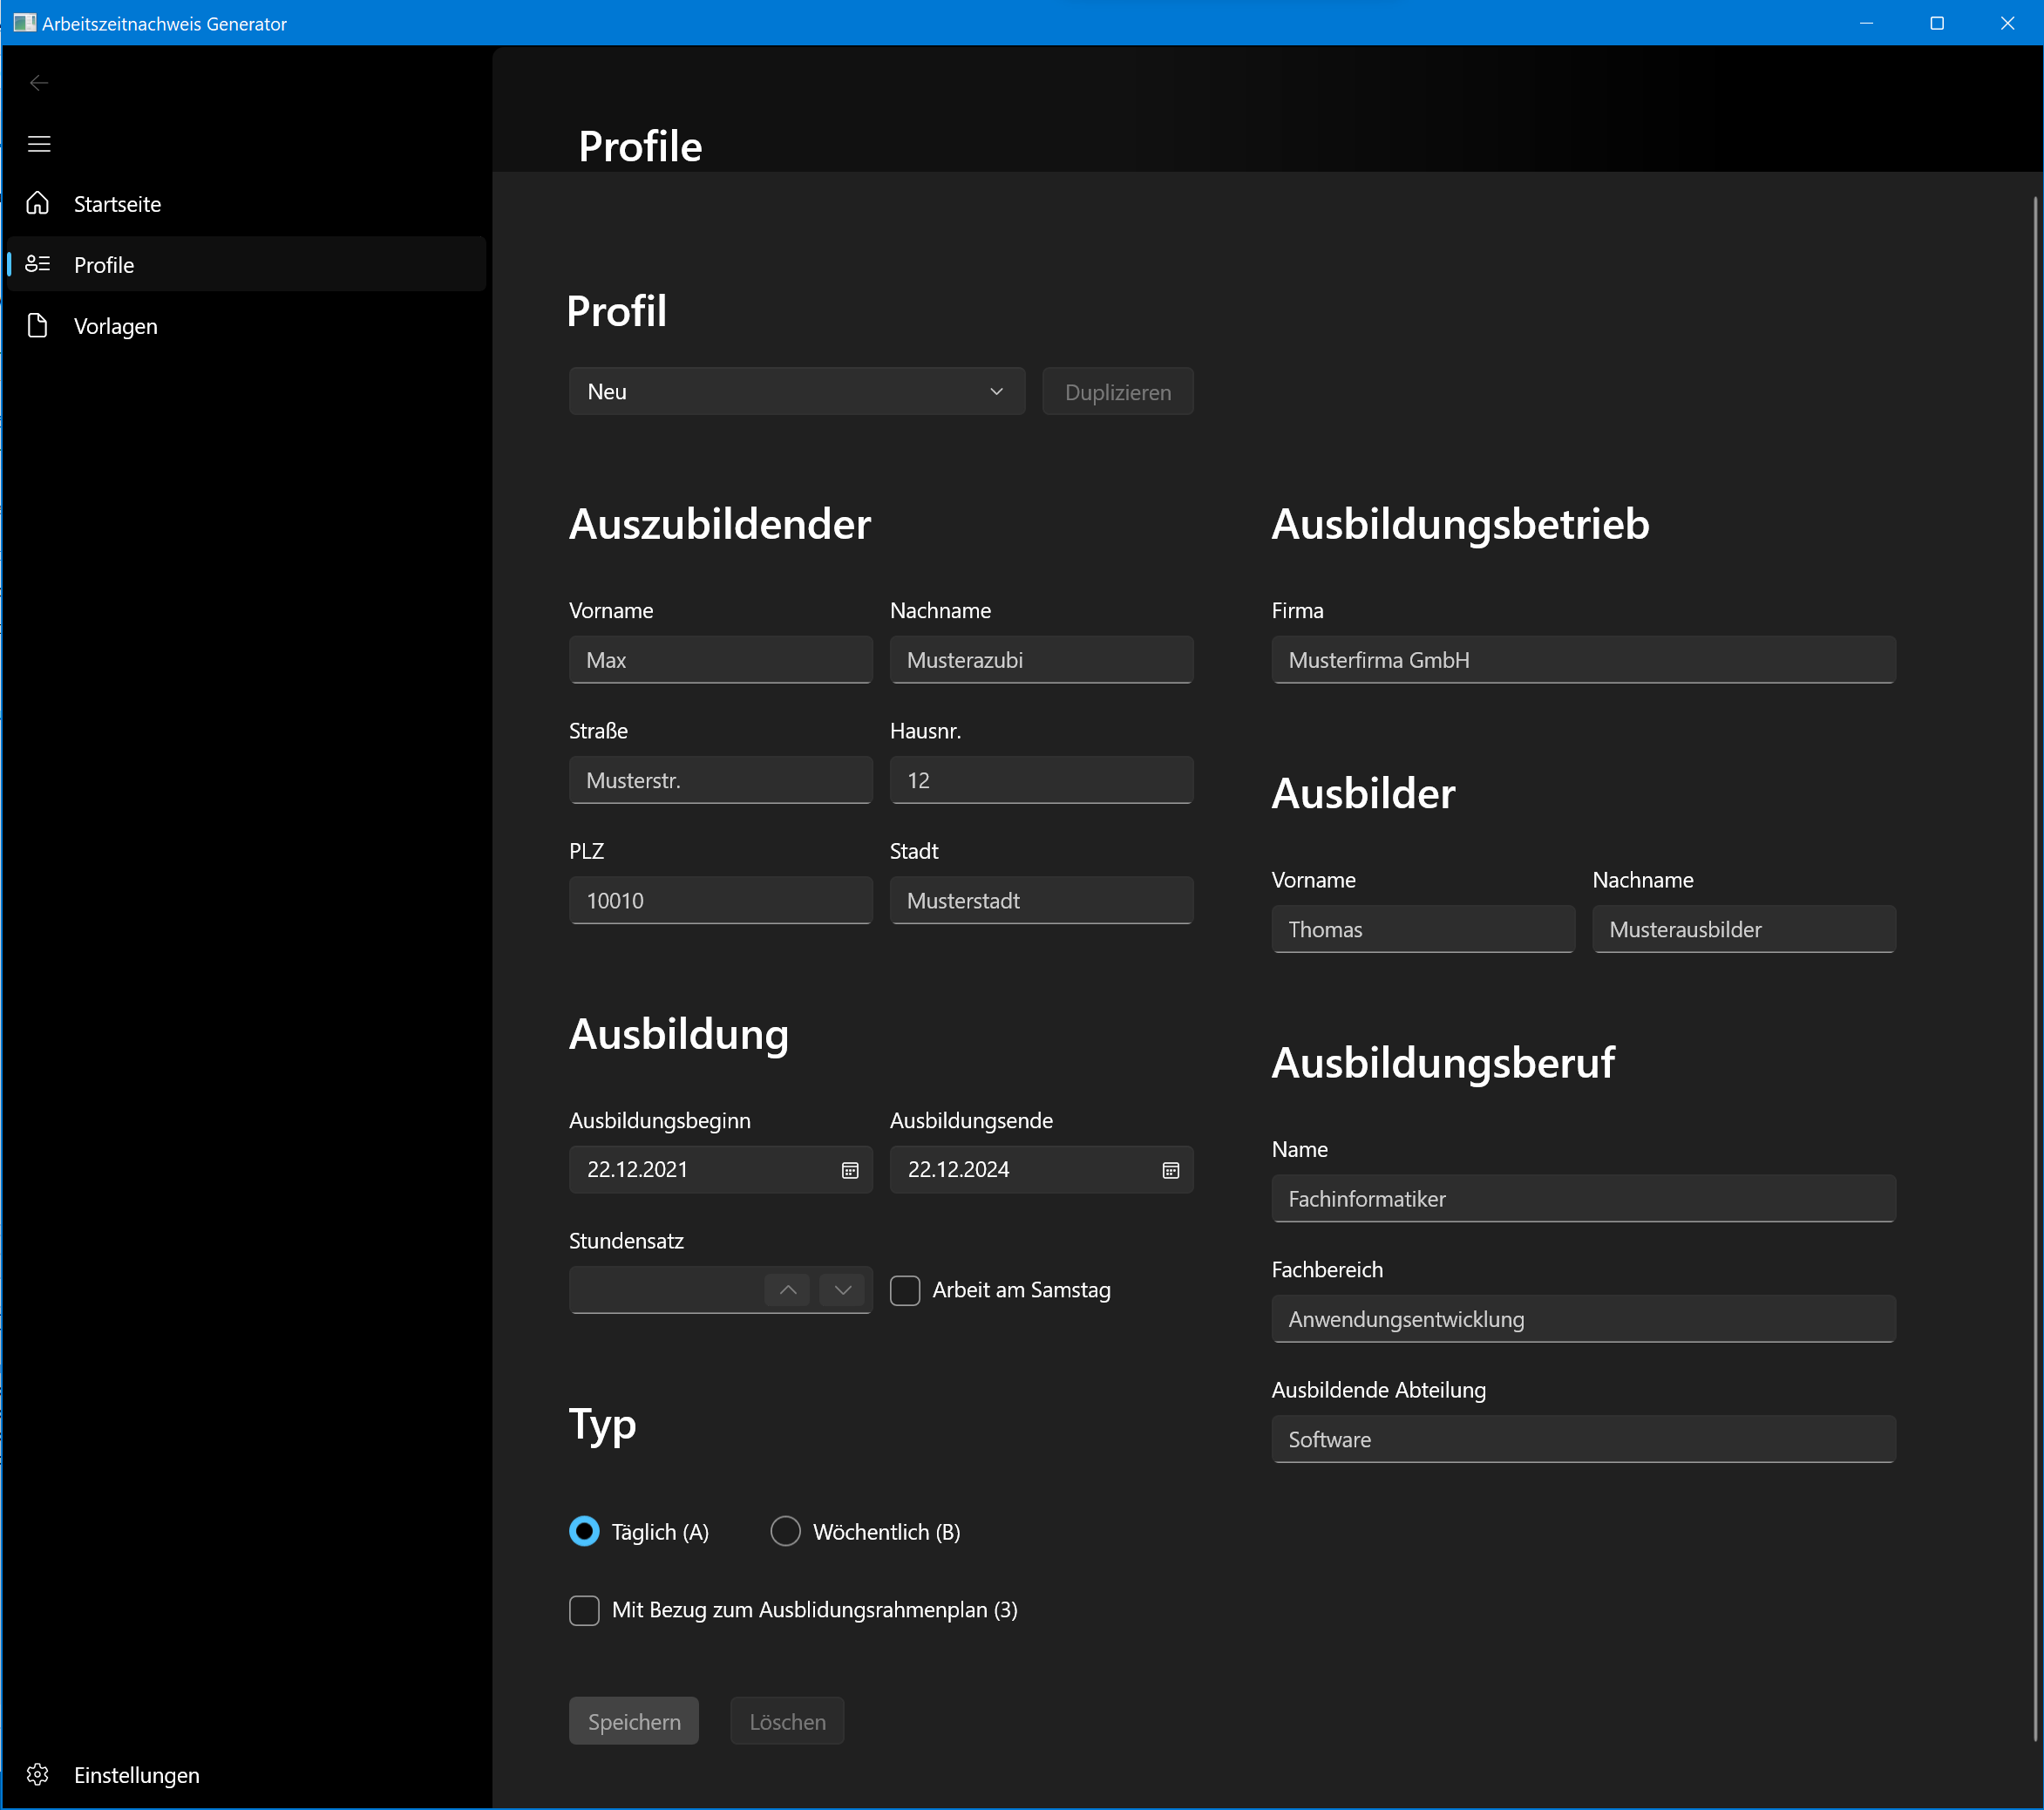 Arbeitszeitnachweis Generator
Startseite
Profile
Vorlagen
Einstellungen
Profile
Profil
Neu
Duplizieren
Auszubildender
Vorname Nachname
Max Musterazubi
Straße Hausnr.
Musterstr. 12
PLZ Stadt
10010 Musterstadt
Ausbildung
Ausbildungsbeginn Ausbildungsende
22.12.2021 22.12.2024
Stundensatz
Arbeit am Samstag
Typ
Täglich (A) Wöchentlich (B)
Mit Bezug zum Ausblidungsrahmenplan (3)
Speichern Löschen
Ausbildungsbetrieb
Firma
Musterfirma GmbH
Ausbilder
Vorname Nachname
Thomas Musterausbilder
Ausbildungsberuf
Name
Fachinformatiker
Fachbereich
Anwendungsentwicklung
Ausbildende Abteilung
Software